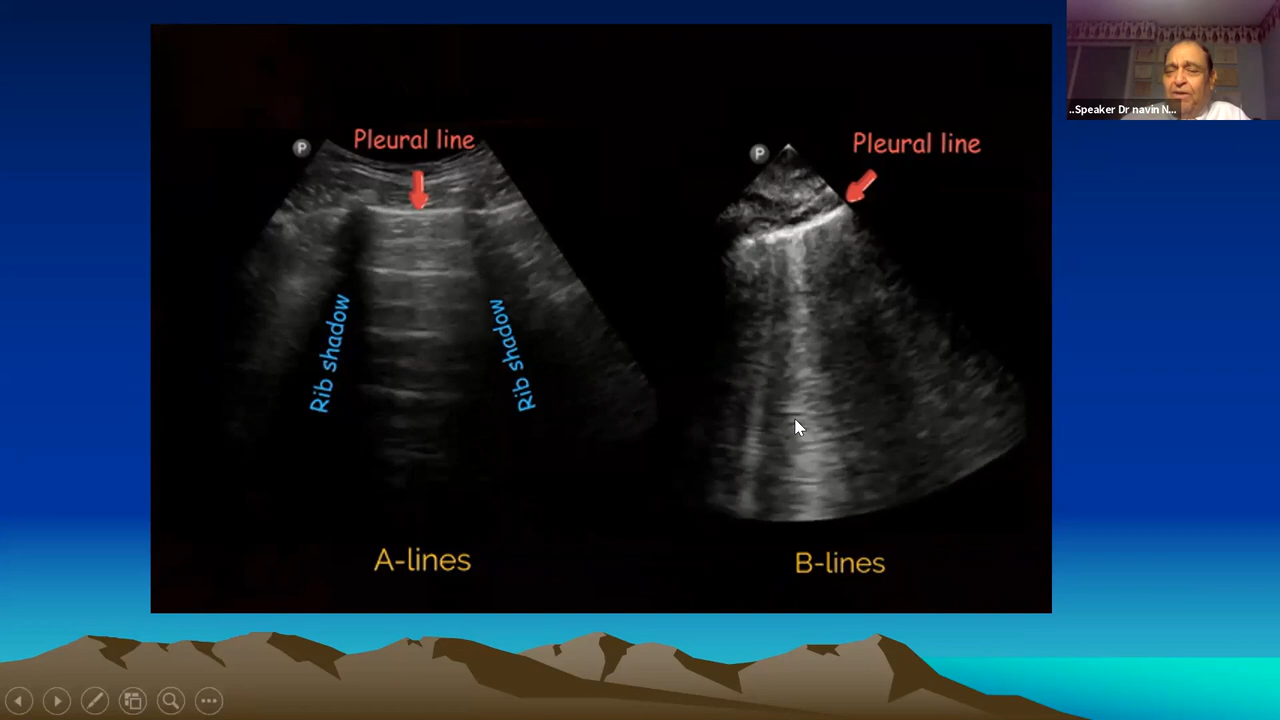 ..Speaker Dr navin N...
P
Pleural line
P
Pleural line
Rib shadow
Rib shadow
A-lines
B-lines